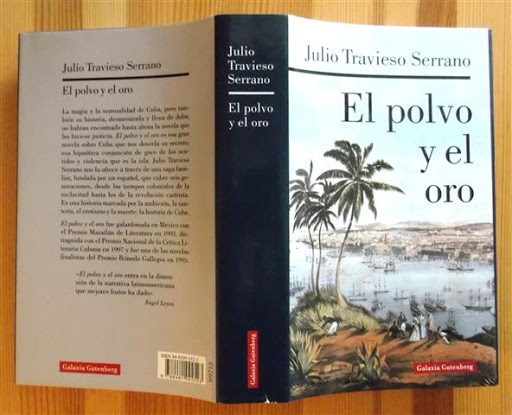 Julio Travieso Serrano
El polvo y el oro
La magia y la sensualidad de Cuba, pero tam-
bién su historia, desmesurada y llena de dolor,
no habían encontrado hasta ahora la novela que
les hiciese justicia. El polvo y el oro es esa gran
novela sobre Cuba que nos desvela su secreto,
esa hipnótica conjunción de goce de los sen-
tidos y violencia que es la isla. Julio Travieso
Serrano nos la ofrece a través de una saga fami-
liar, fundada por un español, que cubre seis ge-
neraciones, desde los tiempos coloniales de la
esclavitud hasta los de la revolución castrista.
Es una historia marcada por la ambición, la san-
tería, el erotismo y la muerte: la historia de Cuba.
El polvo y el oro fue galardonada en México con
el Premio Mazatlán de Literatura en 1993, dis-
tinguida con el Premio Nacional de la Crítica Li-
teraria Cubana en 1997 y fue una de las novelas
finalistas del Premio Rómulo Gallegos en 1995.
«El polvo y el oro entra en la dimen-
sión de la narrativa latinoamericana
que mejores frutos ha dado»
Ángel Leyva
Galaxia Gutenberg
Julio
Travieso
Serrano
El polvo
y el oro
Galaxia Gutenberg
Julio Travieso Serrano
El polvo
y el
oro
Galaxia Gutenberg